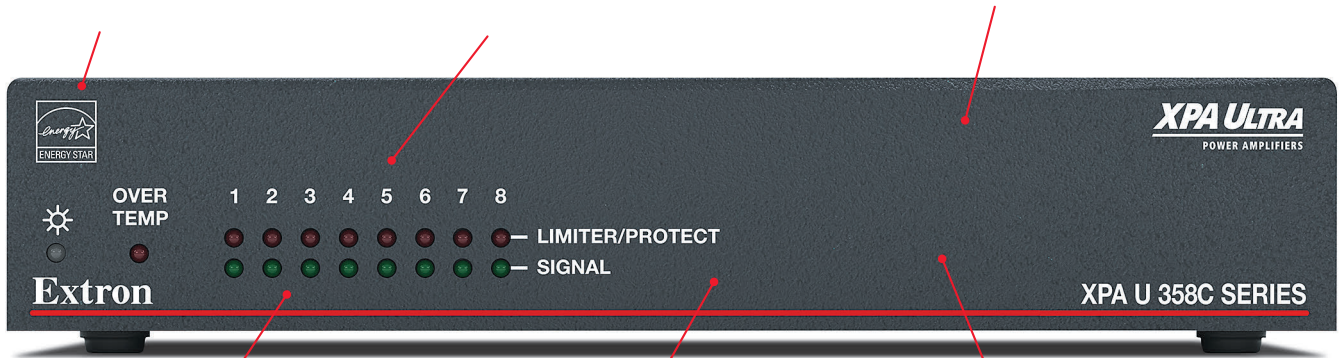 energy
ENERGY STAR
XPA ULTRA
POWER AMPLIFIERS
OVER
TEMP
1 2 3 4 5 6 7 8
LIMITER/PROTECT
SIGNAL
Extron
XPA U 358C SERIES